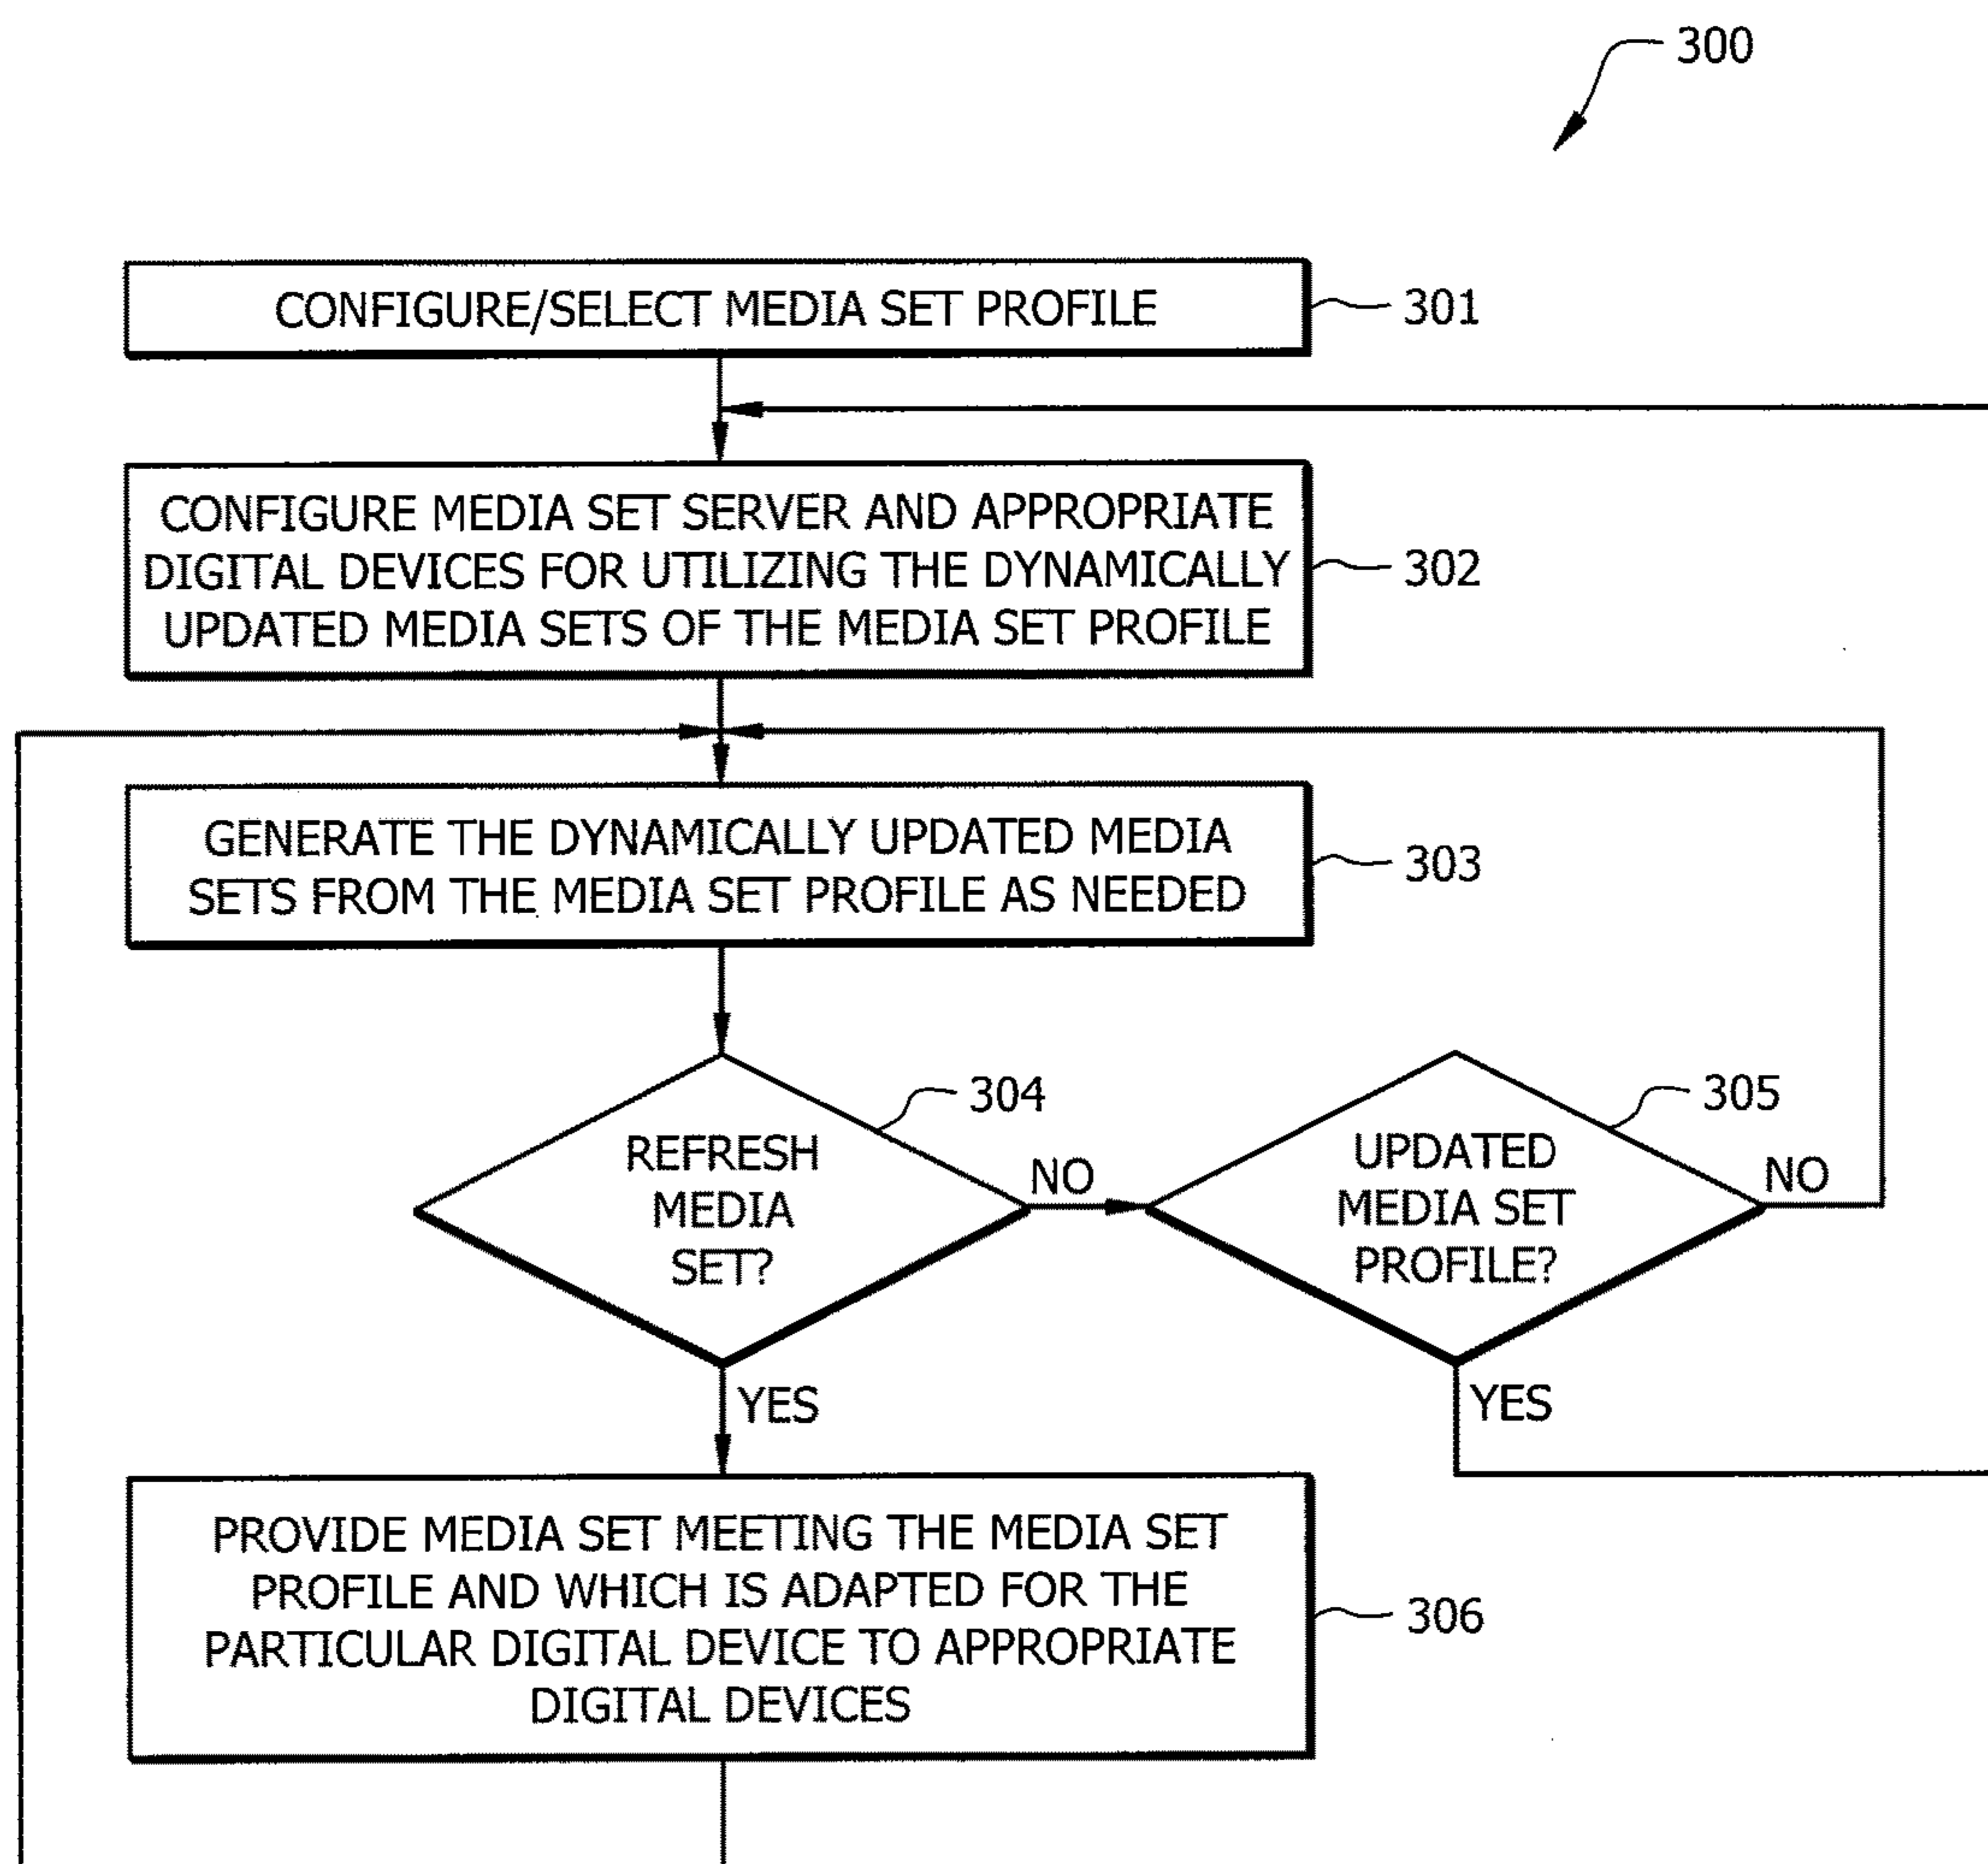 300
CONFIGURE/SELECT MEDIA SET PROFILE
301
CONFIGURE MEDIA SET SERVER AND APPROPRIATE
DIGITAL DEVICES FOR UTILIZING THE DYNAMICALLY
UPDATED MEDIA SETS OF THE MEDIA SET PROFILE
302
GENERATE THE DYNAMICALLY UPDATED MEDIA
SETS FROM THE MEDIA SET PROFILE AS NEEDED
303
304
REFRESH
MEDIA
SET?
NO
305
UPDATED
MEDIA SET
PROFILE?
NO
YES
YES
PROVIDE MEDIA SET MEETING THE MEDIA SET
PROFILE AND WHICH IS ADAPTED FOR THE
PARTICULAR DIGITAL DEVICE TO APPROPRIATE
DIGITAL DEVICES
306